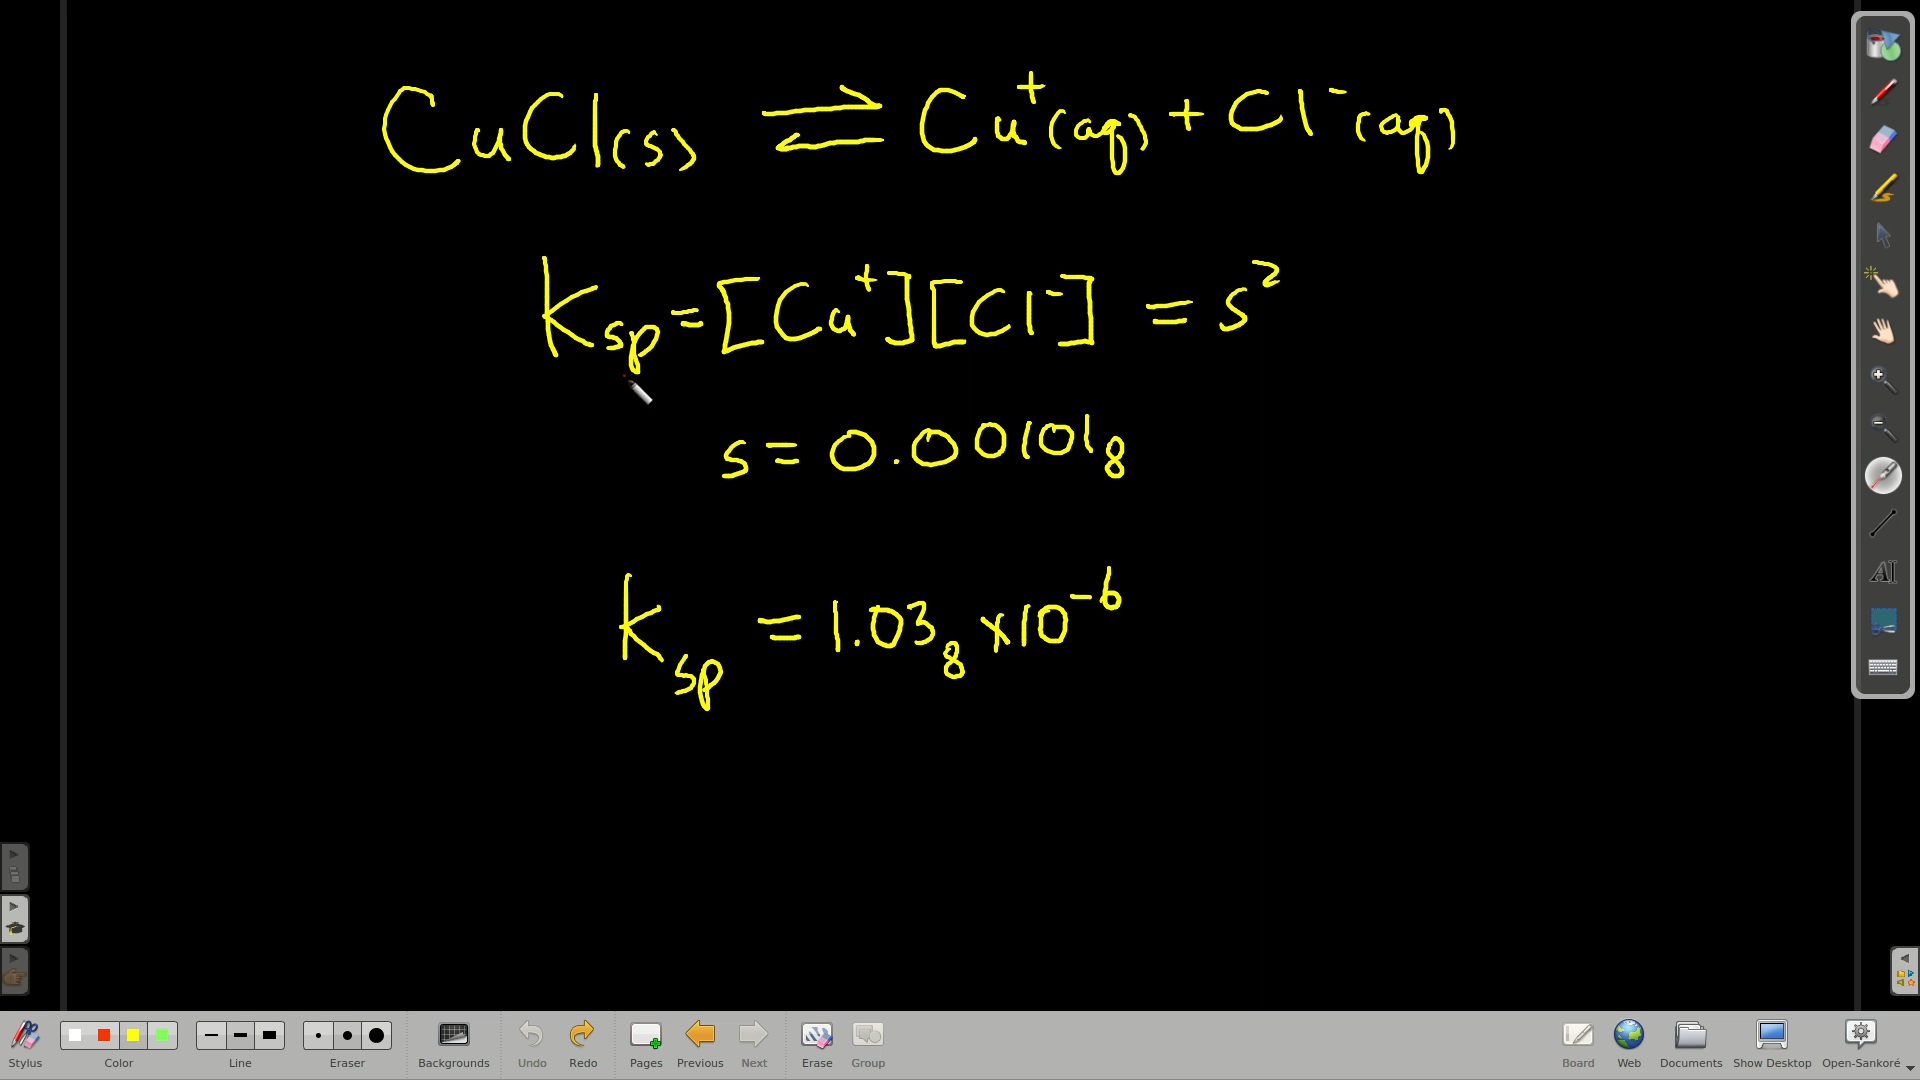 CuCl(s) ⇌ Cu⁺(aq) + Cl⁻(aq)
Ksp = [Cu⁺][Cl⁻] = s²
s = 0.00101₈
Ksp = 1.03₈ x10⁻⁶
AI
Stylus Color Line Eraser Backgrounds Undo Redo Pages Previous Next Erase Group Board Web Documents Show Desktop Open-Sankoré